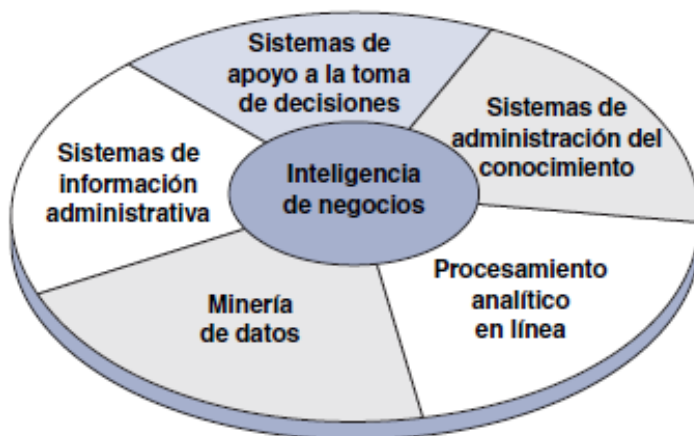 Sistemas de
apoyo a la toma
de decisiones
Sistemas de
administración del
conocimiento
Sistemas de
información
administrativa
Inteligencia
de negocios
Procesamiento
analítico
en línea
Minería
de datos